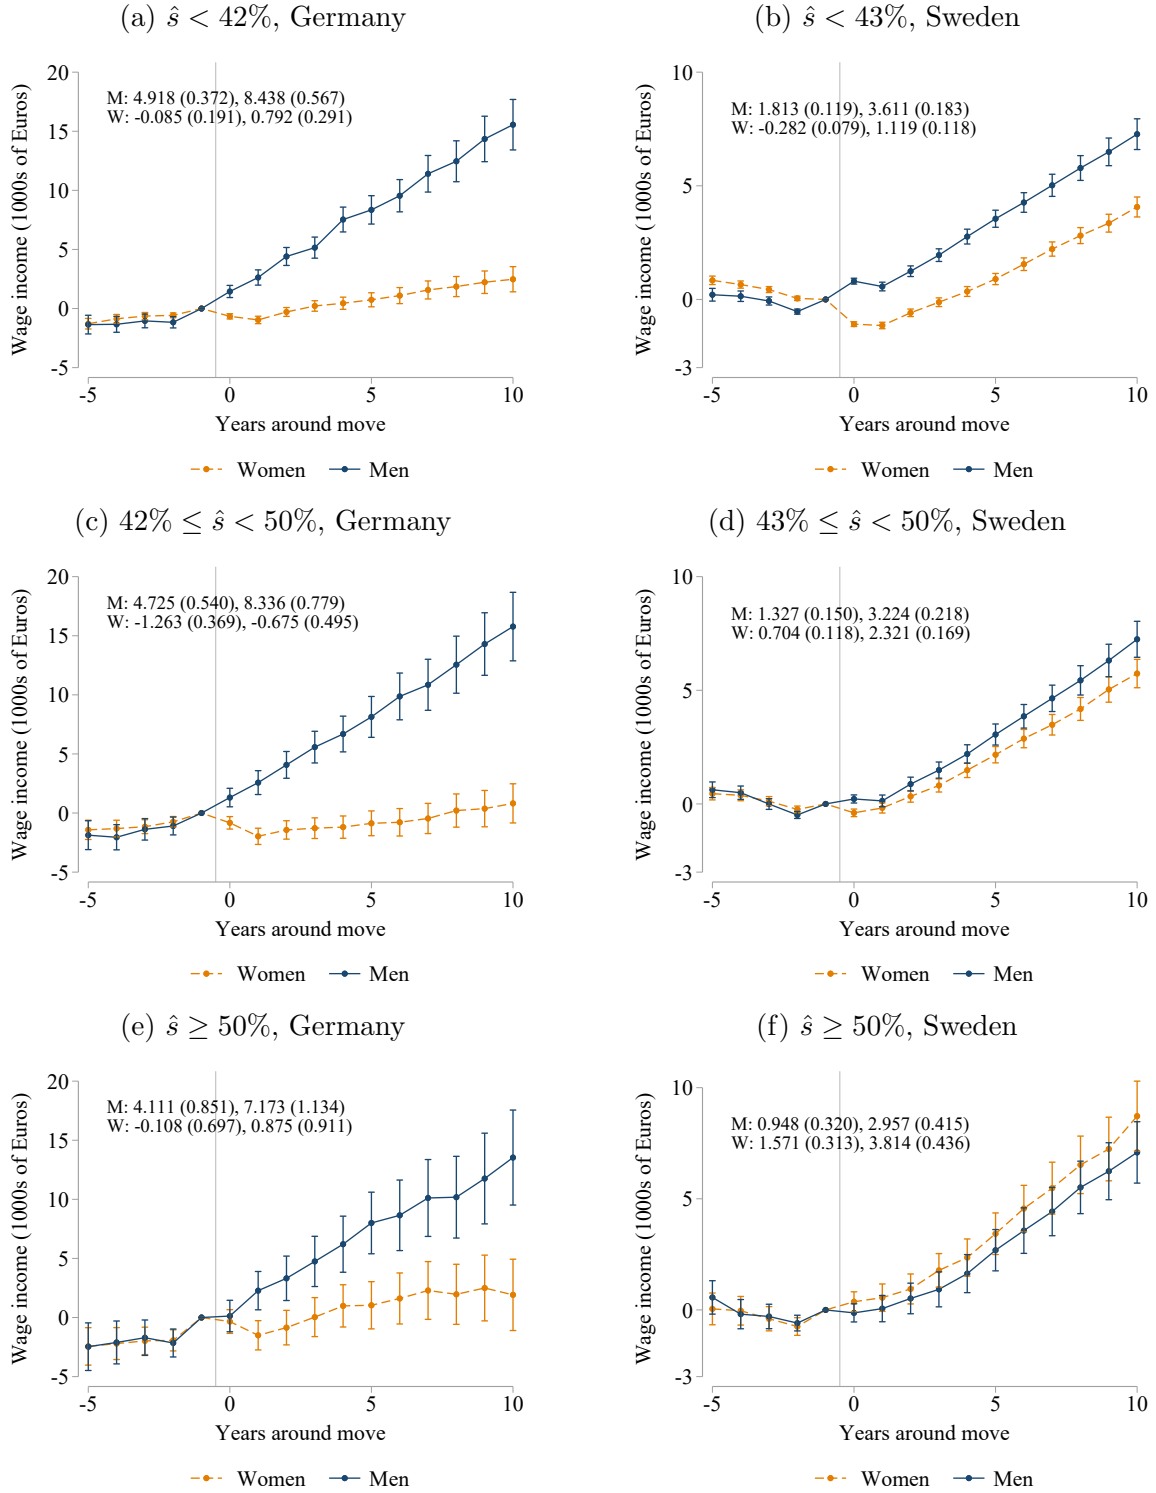 (a) ŝ < 42%, Germany
Wage income (1000s of Euros)
20
15
10
5
0
-5
M: 4.918 (0.372), 8.438 (0.567)
W: -0.085 (0.191), 0.792 (0.291)
-5 0 5 10
Years around move
Women Men
(b) ŝ < 43%, Sweden
Wage income (1000s of Euros)
10
5
0
-3
M: 1.813 (0.119), 3.611 (0.183)
W: -0.282 (0.079), 1.119 (0.118)
-5 0 5 10
Years around move
Women Men
(c) 42% ≤ ŝ < 50%, Germany
Wage income (1000s of Euros)
20
15
10
5
0
-5
M: 4.725 (0.540), 8.336 (0.779)
W: -1.263 (0.369), -0.675 (0.495)
-5 0 5 10
Years around move
Women Men
(d) 43% ≤ ŝ < 50%, Sweden
Wage income (1000s of Euros)
10
5
0
-3
M: 1.327 (0.150), 3.224 (0.218)
W: 0.704 (0.118), 2.321 (0.169)
-5 0 5 10
Years around move
Women Men
(e) ŝ ≥ 50%, Germany
Wage income (1000s of Euros)
20
15
10
5
0
-5
M: 4.111 (0.851), 7.173 (1.134)
W: -0.108 (0.697), 0.875 (0.911)
-5 0 5 10
Years around move
Women Men
(f) ŝ ≥ 50%, Sweden
Wage income (1000s of Euros)
10
5
0
-3
M: 0.948 (0.320), 2.957 (0.415)
W: 1.571 (0.313), 3.814 (0.436)
-5 0 5 10
Years around move
Women Men